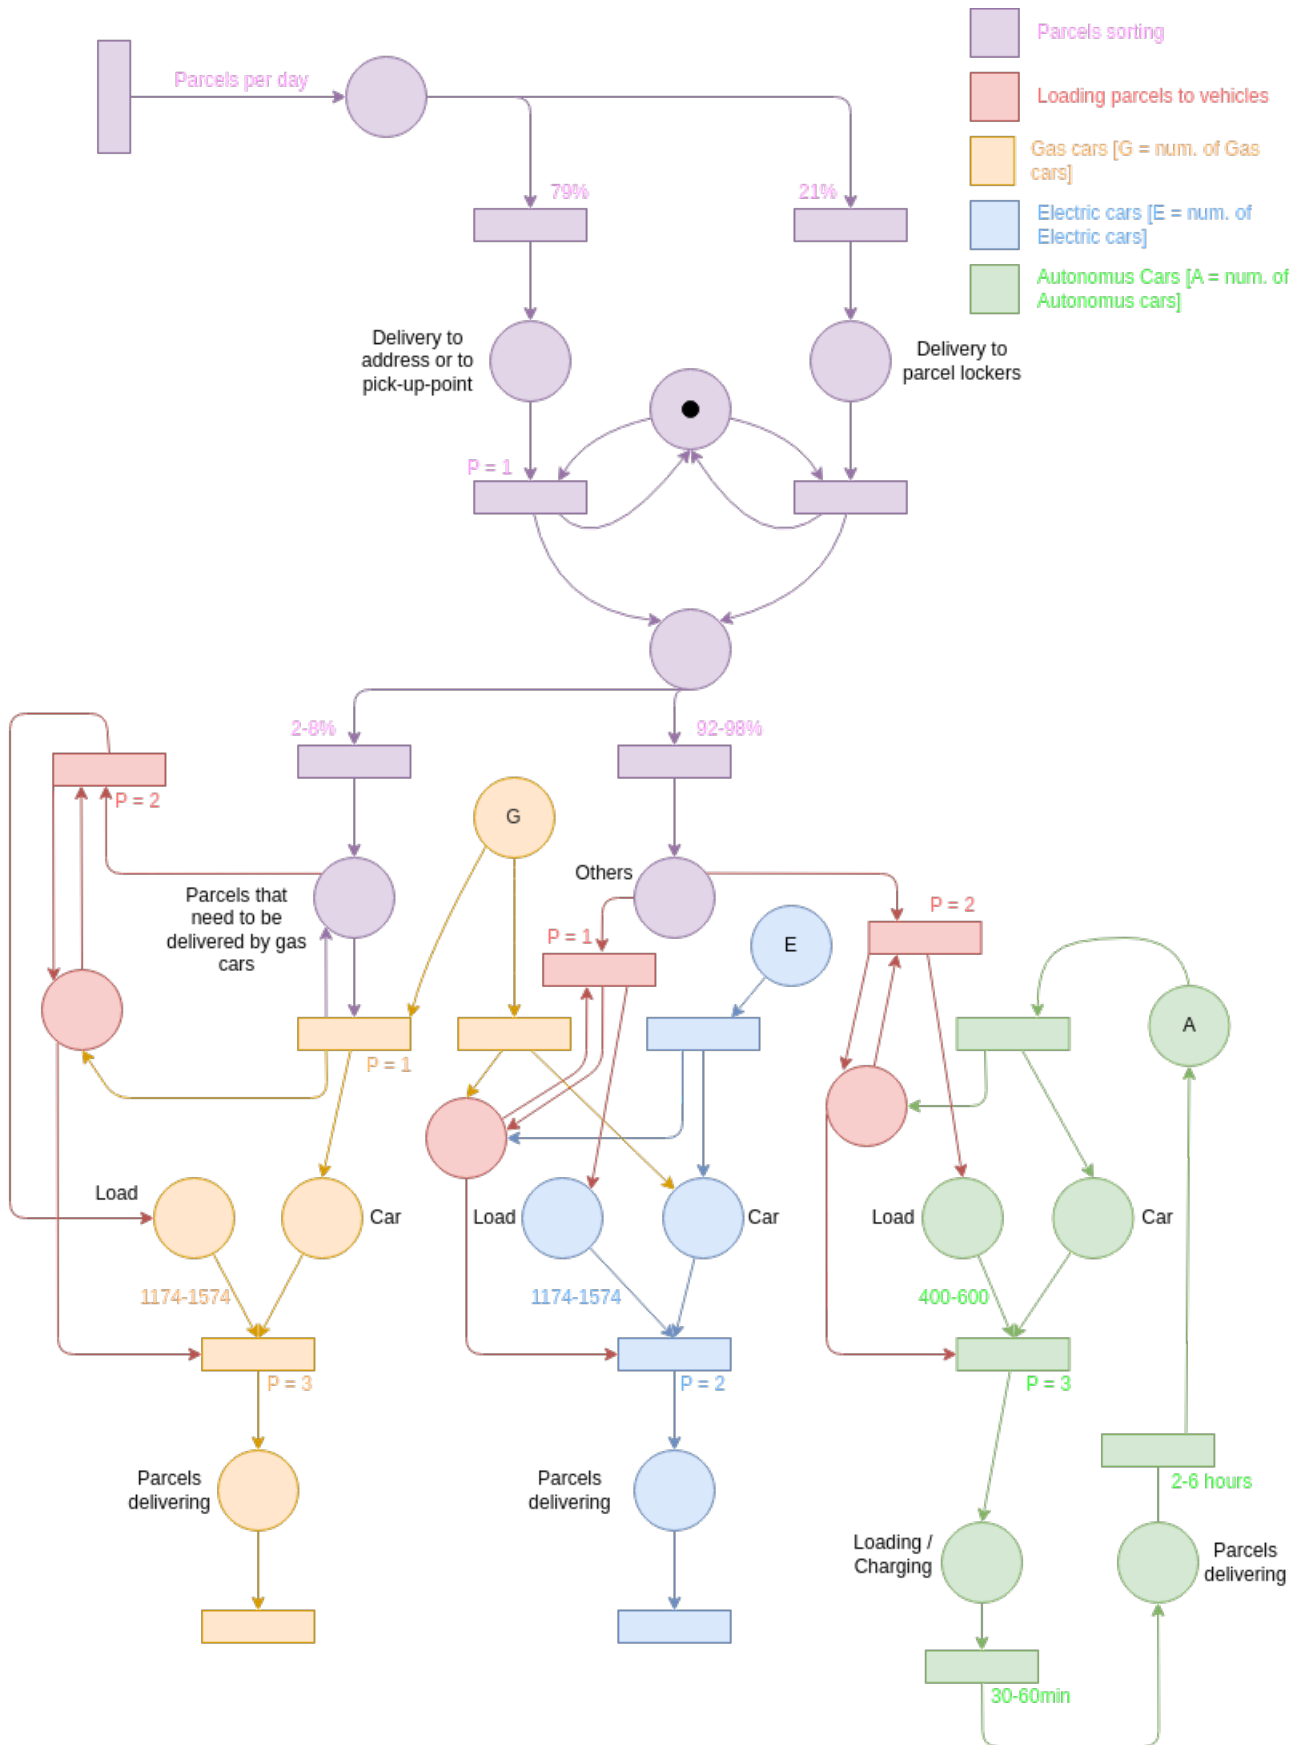 Parcels sorting
Parcels per day
Loading parcels to vehicles
Gas cars [G = num. of Gas
cars]
79%
21%
Electric cars [E = num. of
Electric cars]
Autonomus Cars [A = num. of
Autonomus cars]
Delivery to
address or to
pick-up-point
Delivery to
parcel lockers
P = 1
2-8%
92-98%
P = 2
G
Others
Parcels that
need to be
delivered by gas
cars
P = 2
P = 1
E
A
P = 1
Load
Car
Load
Car
Load
Car
1174-1574
1174-1574
400-600
P = 3
P = 2
P = 3
Parcels
delivering
Parcels
delivering
2-6 hours
Loading /
Charging
Parcels
delivering
30-60min